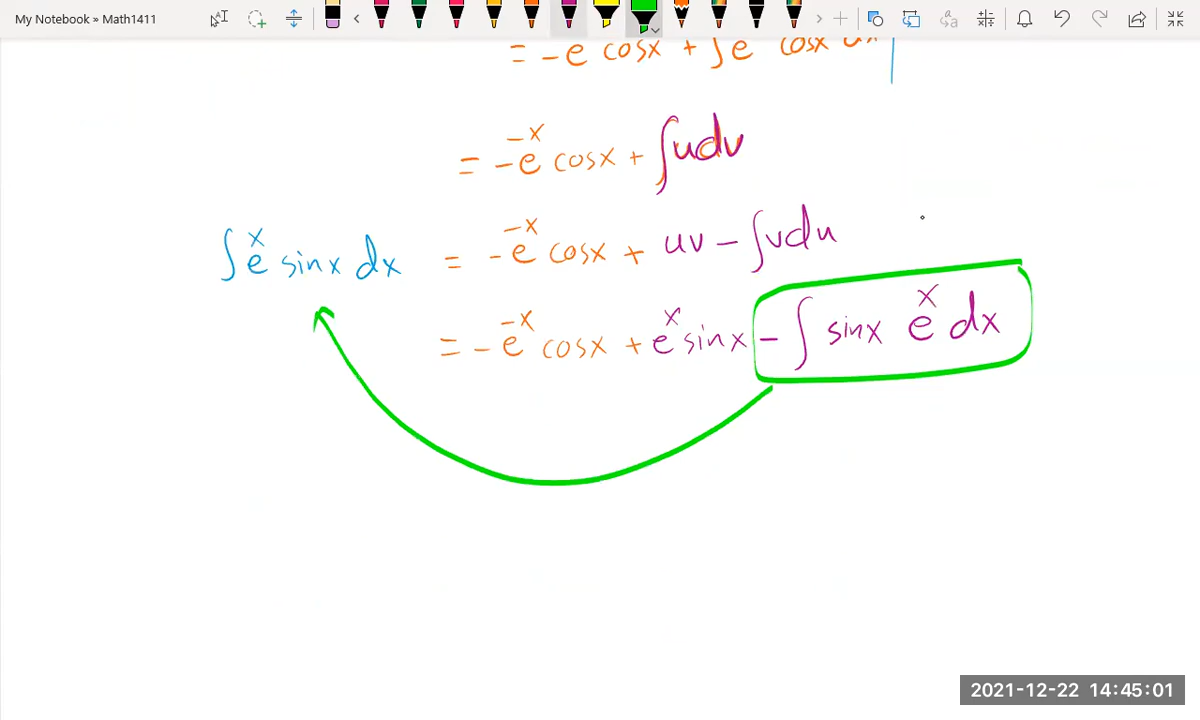 My Notebook » Math1411
= -e cosx + ∫e cosx
= -e^-x cosx + ∫udv
∫e^x sinx dx = -e^-x cosx + uv - ∫vdu
= -e^-x cosx + e^x sinx - ∫ sinx e^x dx
2021-12-22 14:45:01